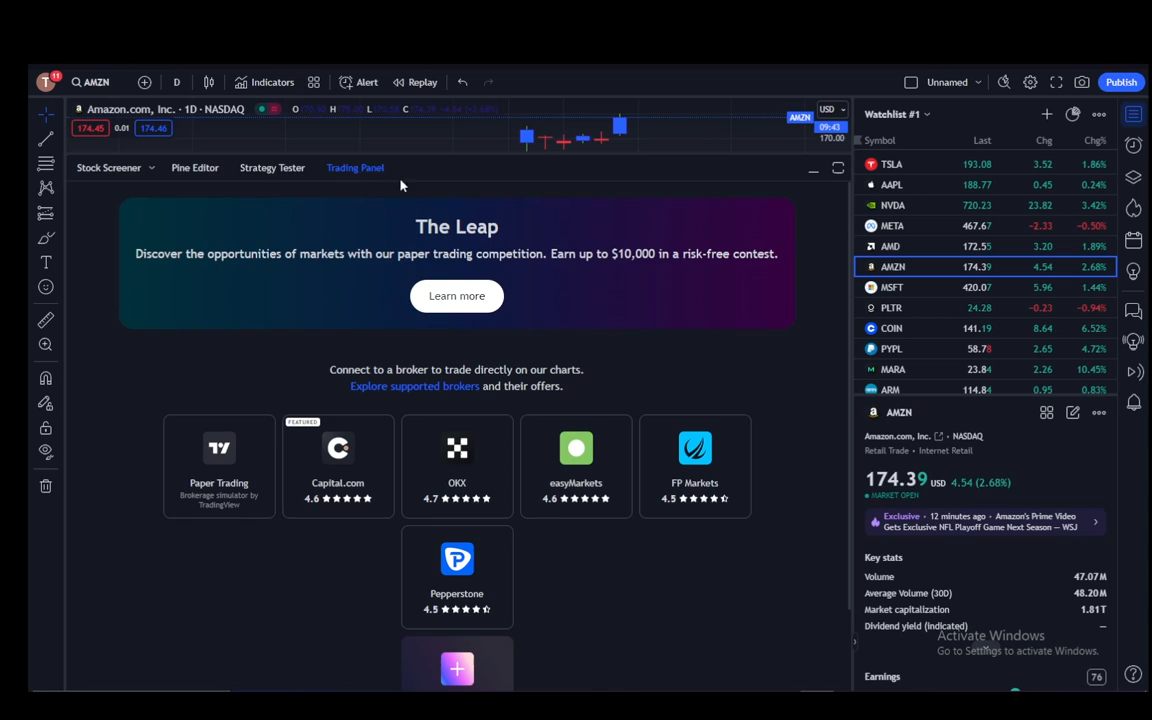 T 11 AMZN D Indicators Alert Replay Unnamed Publish
a Amazon.com, Inc. · 1D · NASDAQ O H L C USD
174.45 0.01 174.46
AMZN
09:43
170.00
Stock Screener Pine Editor Strategy Tester Trading Panel
The Leap
Discover the opportunities of markets with our paper trading competition. Earn up to $10,000 in a risk-free contest.
Learn more
Connect to a broker to trade directly on our charts.
Explore supported brokers and their offers.
Paper Trading
Brokerage simulator by
TradingView
FEATURED
Capital.com
4.6 ★★★★★
OKX
4.7 ★★★★★
easyMarkets
4.6 ★★★★★
FP Markets
4.5
Pepperstone
4.5
Watchlist #1
Symbol Last Chg Chg%
TSLA 193.08 3.52 1.86%
AAPL 188.77 0.45 0.24%
NVDA 720.23 23.82 3.42%
META 467.67 -2.33 -0.50%
AMD 172.55 3.20 1.89%
AMZN 174.39 4.54 2.68%
MSFT 420.07 5.96 1.44%
PLTR 24.28 -0.23 -0.94%
COIN 141.19 8.64 6.52%
PYPL 58.78 2.65 4.72%
MARA 23.84 2.26 10.45%
ARM 114.84 0.95 0.83%
a AMZN
Amazon.com, Inc. · NASDAQ
Retail Trade · Internet Retail
174.39 USD 4.54 (2.68%)
MARKET OPEN
Exclusive · 12 minutes ago · Amazon's Prime Video
Gets Exclusive NFL Playoff Game Next Season — WSJ
Key stats
Volume 47.07M
Average Volume (30D) 48.20M
Market capitalization 1.81T
Dividend yield (indicated) —
Activate Windows
Go to Settings to activate Windows.
Earnings 76